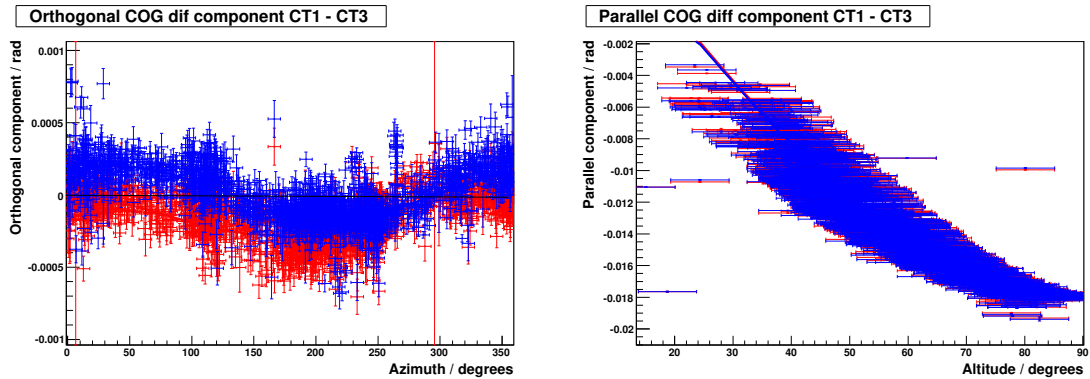 Orthogonal COG dif component CT1 - CT3
Orthogonal component / rad
0.001
0.0005
0
-0.0005
-0.001
0 50 100 150 200 250 300 350
Azimuth / degrees
Parallel COG diff component CT1 - CT3
Parallel component / rad
-0.002
-0.004
-0.006
-0.008
-0.01
-0.012
-0.014
-0.016
-0.018
-0.02
20 30 40 50 60 70 80 90
Altitude / degrees